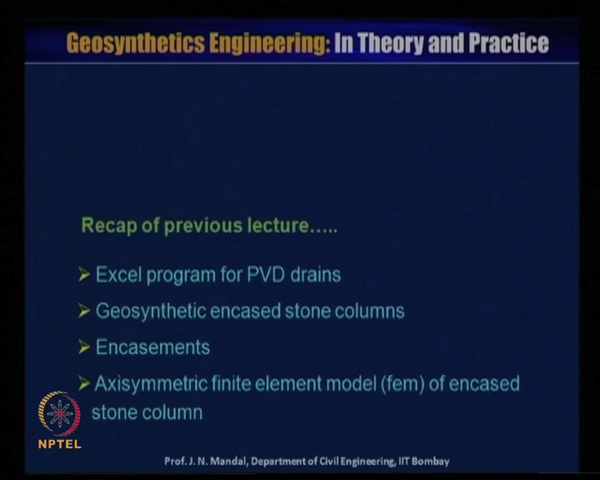 Geosynthetics Engineering: In Theory and Practice
Recap of previous lecture.....
➢ Excel program for PVD drains
➢ Geosynthetic encased stone columns
➢ Encasements
➢ Axisymmetric finite element model (fem) of encased
stone column
NPTEL
Prof. J. N. Mandal, Department of Civil Engineering, IIT Bombay